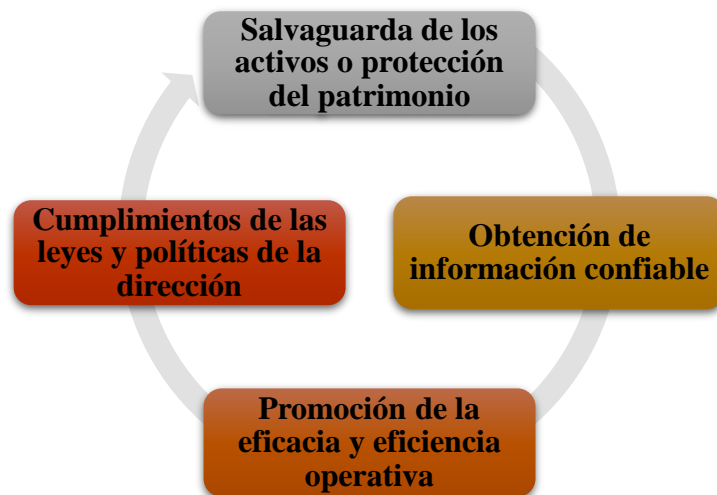 Salvaguarda de los
activos o protección
del patrimonio
Obtención de
información confiable
Promoción de la
eficacia y eficiencia
operativa
Cumplimientos de las
leyes y políticas de la
dirección